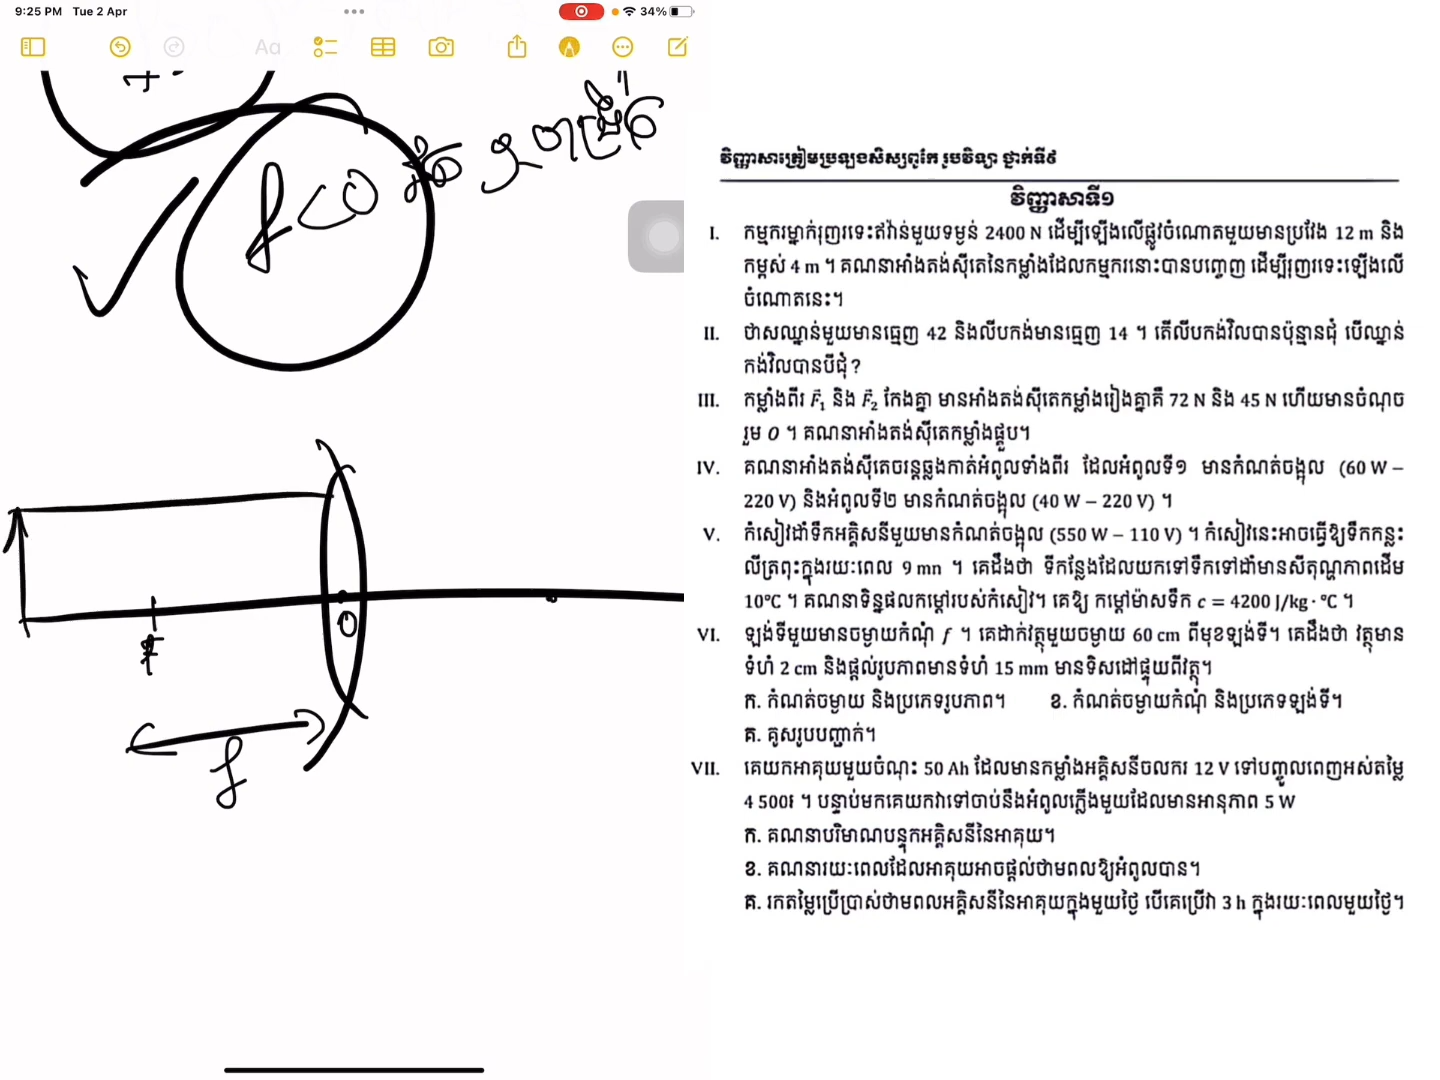 9:25 PM Tue 2 Apr
34%
Aa
f<0
F
O
f
វិញ្ញាសាត្រៀមប្រឡងសិស្សពូកែ រូបវិទ្យា ថ្នាក់ទី៩
វិញ្ញាសាទី១
I. កម្មករម្នាក់រុញរទេះឥវ៉ាន់មួយទម្ងន់ 2400 N ដើម្បីឡើងលើផ្លូវចំណោតមួយមានប្រវែង 12 m និង
កម្ពស់ 4 m ។ គណនាអាំងតង់ស៊ីតេនៃកម្លាំងដែលកម្មករនោះបានបញ្ចេញ ដើម្បីរុញរទេះឡើងលើ
ចំណោតនេះ។
II. ថាសឈ្នាន់មួយមានធ្មេញ 42 និងលីបកង់មានធ្មេញ 14 ។ តើលីបកង់វិលបានប៉ុន្មានជុំ បើឈ្នាន់
កង់វិលបានបីជុំ?
III. កម្លាំងពីរ F⃗₁ និង F⃗₂ កែងគ្នា មានអាំងតង់ស៊ីតេកម្លាំងរៀងគ្នាគឺ 72 N និង 45 N ហើយមានចំណុច
រួម O ។ គណនាអាំងតង់ស៊ីតេកម្លាំងផ្គួប។
IV. គណនាអាំងតង់ស៊ីតេចរន្តឆ្លងកាត់អំពូលទាំងពីរ ដែលអំពូលទី១ មានកំណត់ចង្អុល (60 W –
220 V) និងអំពូលទី២ មានកំណត់ចង្អុល (40 W – 220 V) ។
V. កំសៀវដាំទឹកអគ្គិសនីមួយមានកំណត់ចង្អុល (550 W – 110 V) ។ កំសៀវនេះអាចធ្វើឱ្យទឹកកន្លះ
លីត្រពុះក្នុងរយៈពេល 9 mn ។ គេដឹងថា ទឹកកន្លែងដែលយកទៅទឹកទៅដាំមានសីតុណ្ហភាពដើម
10°C ។ គណនាទិន្នផលកម្តៅរបស់កំសៀវ។ គេឱ្យ កម្តៅម៉ាសទឹក c = 4200 J/kg · °C ។
VI. ឡង់ទីមួយមានចម្ងាយកំណុំ f ។ គេដាក់វត្ថុមួយចម្ងាយ 60 cm ពីមុខឡង់ទី។ គេដឹងថា វត្ថុមាន
ទំហំ 2 cm និងផ្តល់រូបភាពមានទំហំ 15 mm មានទិសដៅផ្ទុយពីវត្ថុ។
ក. កំណត់ចម្ងាយ និងប្រភេទរូបភាព។ ខ. កំណត់ចម្ងាយកំណុំ និងប្រភេទឡង់ទី។
គ. គូសរូបបញ្ជាក់។
VII. គេយកអាគុយមួយចំណុះ 50 Ah ដែលមានកម្លាំងអគ្គិសនីចលករ 12 V ទៅបញ្ចូលពេញអស់តម្លៃ
4 500៛ ។ បន្ទាប់មកគេយកវាទៅចាប់នឹងអំពូលភ្លើងមួយដែលមានអានុភាព 5 W
ក. គណនាបរិមាណបន្ទុកអគ្គិសនីនៃអាគុយ។
ខ. គណនារយៈពេលដែលអាគុយអាចផ្តល់ថាមពលឱ្យអំពូលបាន។
គ. រកតម្លៃប្រើប្រាស់ថាមពលអគ្គិសនីនៃអាគុយក្នុងមួយថ្ងៃ បើគេប្រើវា 3 h ក្នុងរយៈពេលមួយថ្ងៃ។